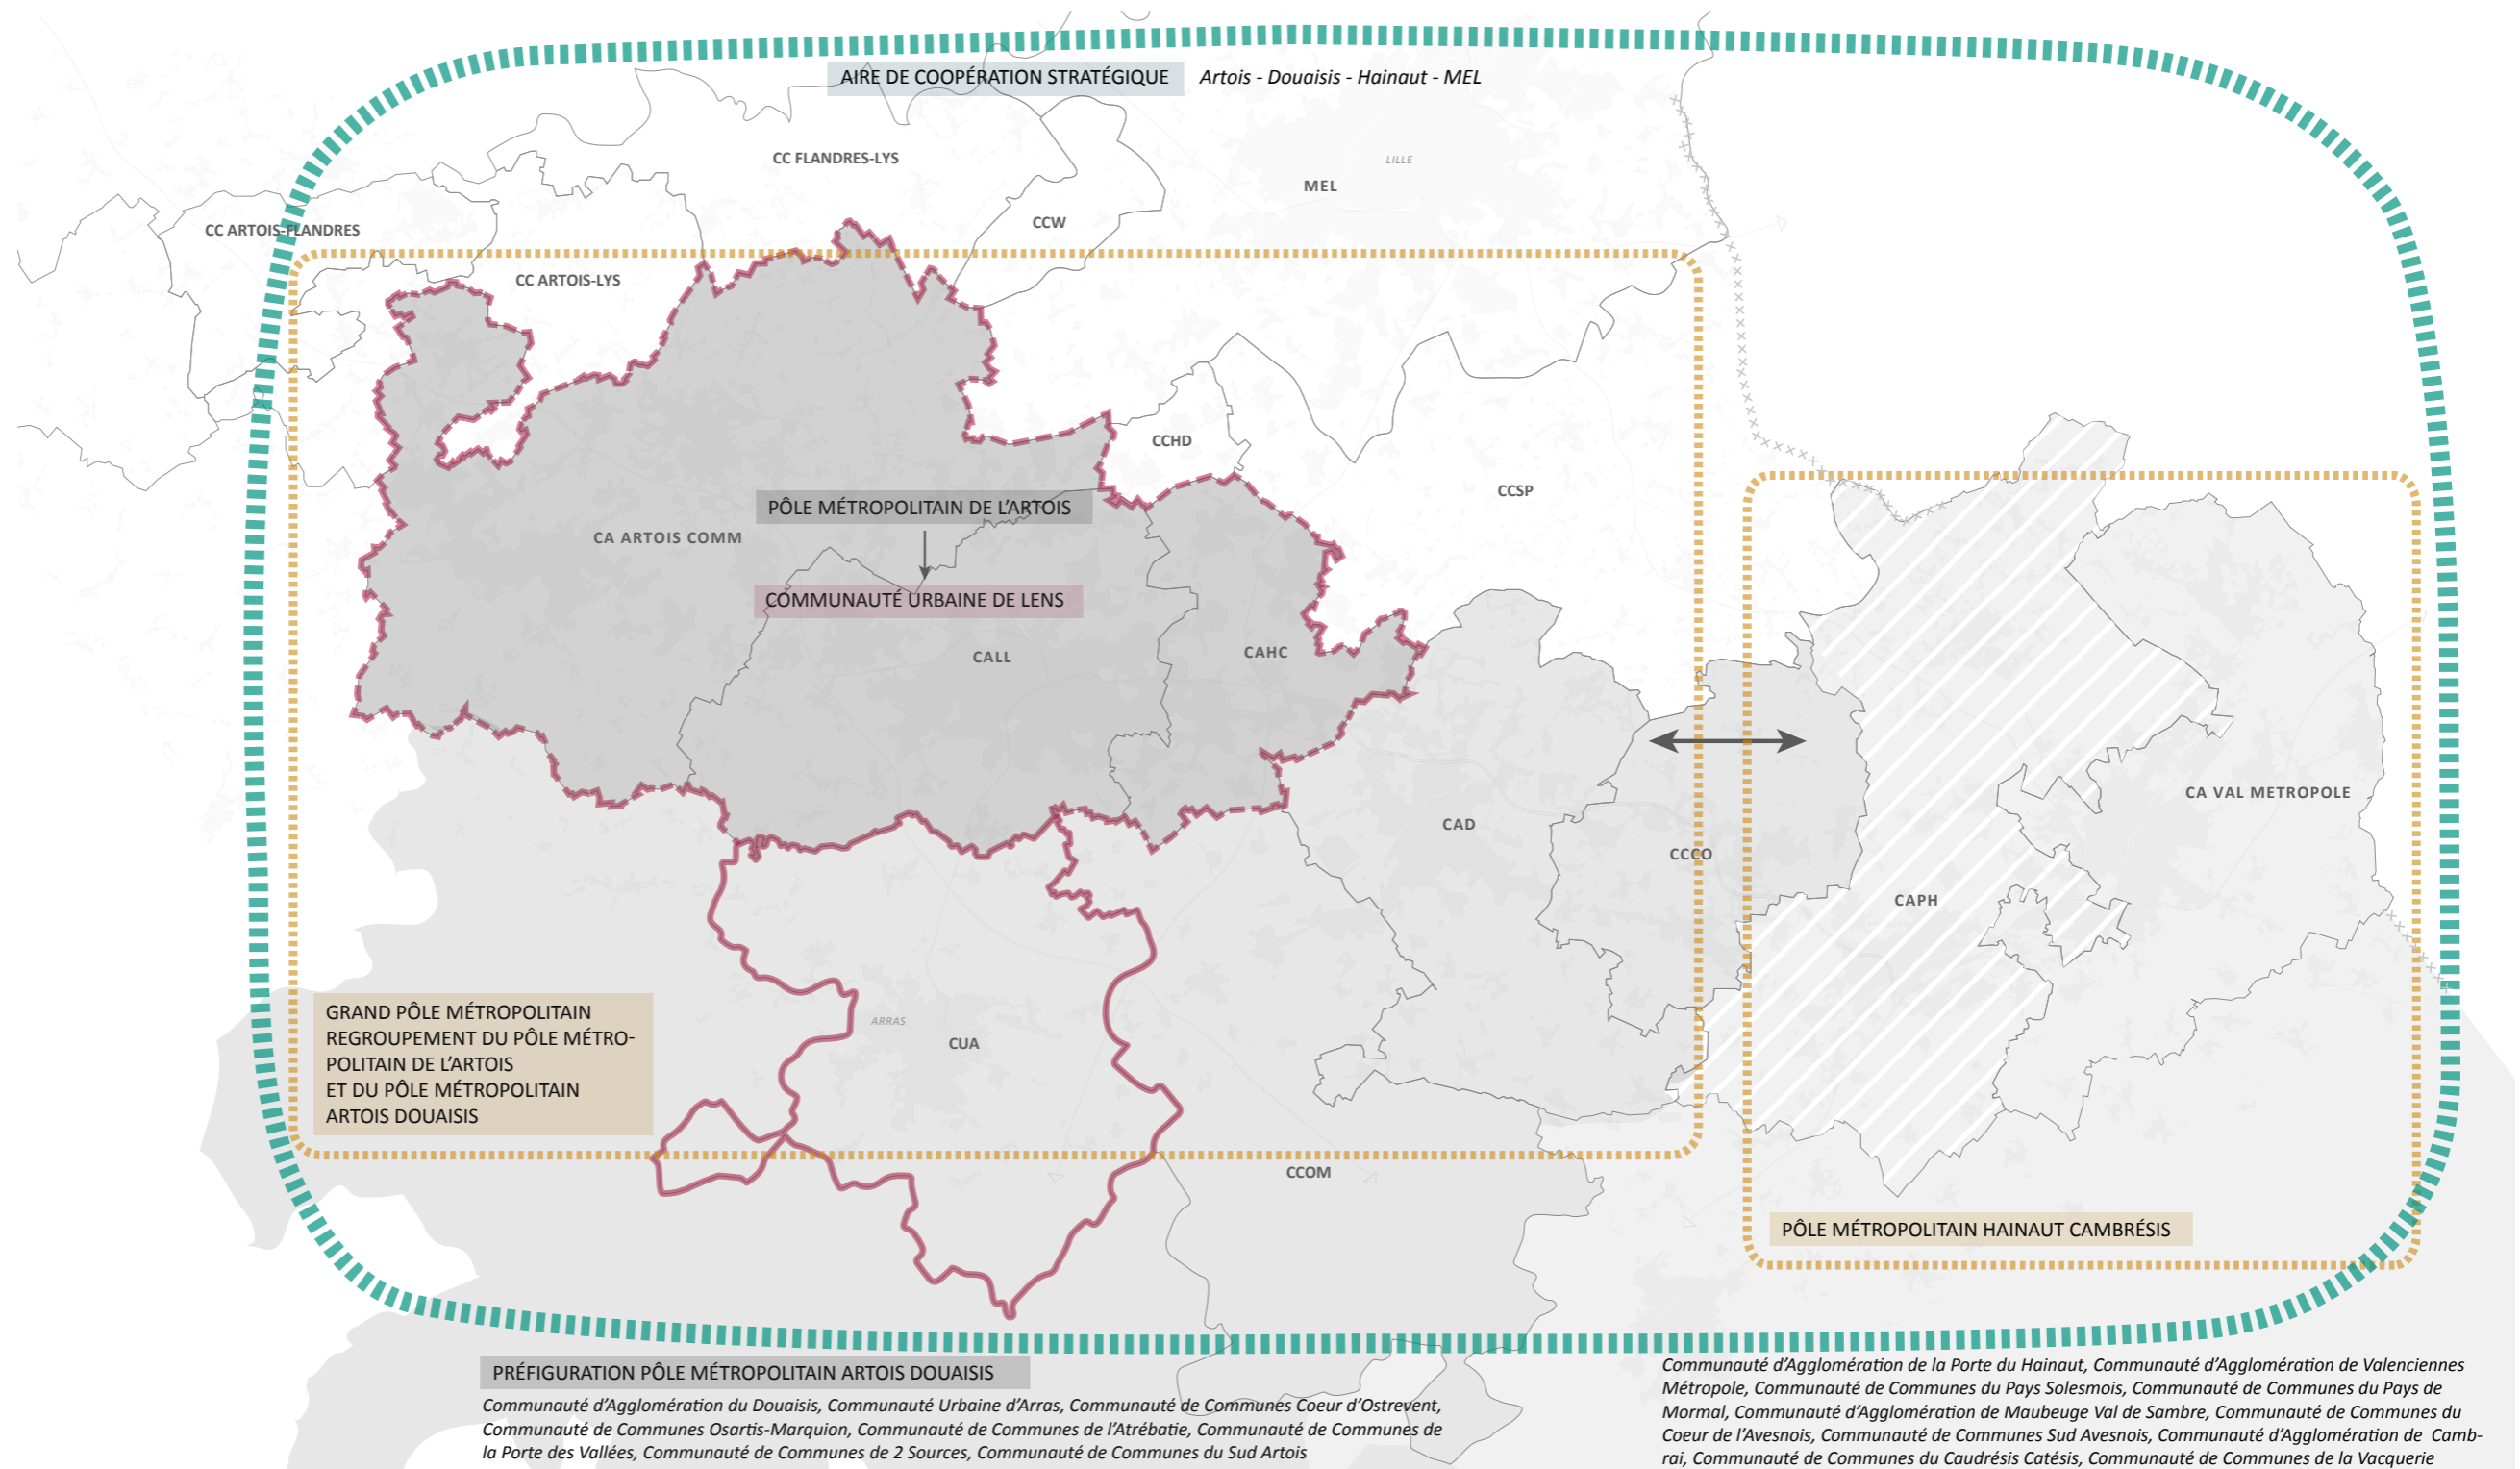 AIRE DE COOPÉRATION STRATÉGIQUE Artois - Douaisis - Hainaut - MEL
CC FLANDRES-LYS
LILLE
MEL
CCW
CC ARTOIS-FLANDRES
CC ARTOIS-LYS
CCHD
CCSP
PÔLE MÉTROPOLITAIN DE L'ARTOIS
CA ARTOIS COMM
COMMUNAUTÉ URBAINE DE LENS
CALL
CAHC
CA VAL METROPOLE
CAD
CCCO
CAPH
ARRAS
CUA
GRAND PÔLE MÉTROPOLITAIN
REGROUPEMENT DU PÔLE MÉTRO-
POLITAIN DE L'ARTOIS
ET DU PÔLE MÉTROPOLITAIN
ARTOIS DOUAISIS
CCOM
PÔLE MÉTROPOLITAIN HAINAUT CAMBRÉSIS
PRÉFIGURATION PÔLE MÉTROPOLITAIN ARTOIS DOUAISIS
Communauté d'Agglomération du Douaisis, Communauté Urbaine d'Arras, Communauté de Communes Coeur d'Ostrevent,
Communauté de Communes Osartis-Marquion, Communauté de Communes de l'Atrébatie, Communauté de Communes de
la Porte des Vallées, Communauté de Communes de 2 Sources, Communauté de Communes du Sud Artois
Communauté d'Agglomération de la Porte du Hainaut, Communauté d'Agglomération de Valenciennes
Métropole, Communauté de Communes du Pays Solesmois, Communauté de Communes du Pays de
Mormal, Communauté d'Agglomération de Maubeuge Val de Sambre, Communauté de Communes du
Coeur de l'Avesnois, Communauté de Communes Sud Avesnois, Communauté d'Agglomération de Camb-
rai, Communauté de Communes du Caudrésis Catésis, Communauté de Communes de la Vacquerie